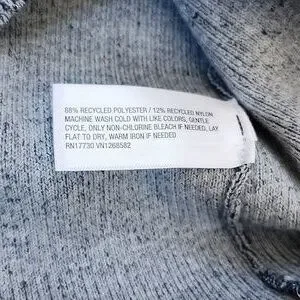 88% RECYCLED POLYESTER / 12% RECYCLED NYLON
MACHINE WASH COLD WITH LIKE COLORS, GENTLE
CYCLE, ONLY NON-CHLORINE BLEACH IF NEEDED, LAY
FLAT TO DRY, WARM IRON IF NEEDED
RN17730 VN1268582